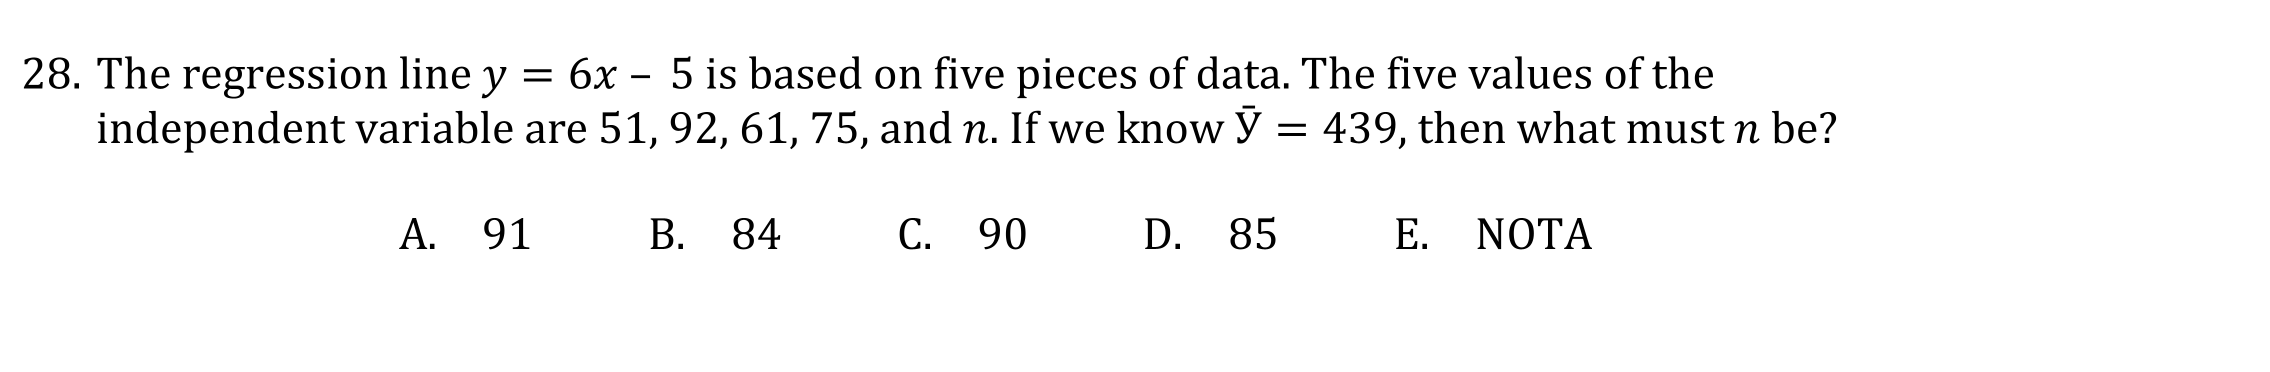 28. The regression line y = 6x – 5 is based on five pieces of data. The five values of the
independent variable are 51, 92, 61, 75, and n. If we know ȳ = 439, then what must n be?
A. 91 B. 84 C. 90 D. 85 E. NOTA